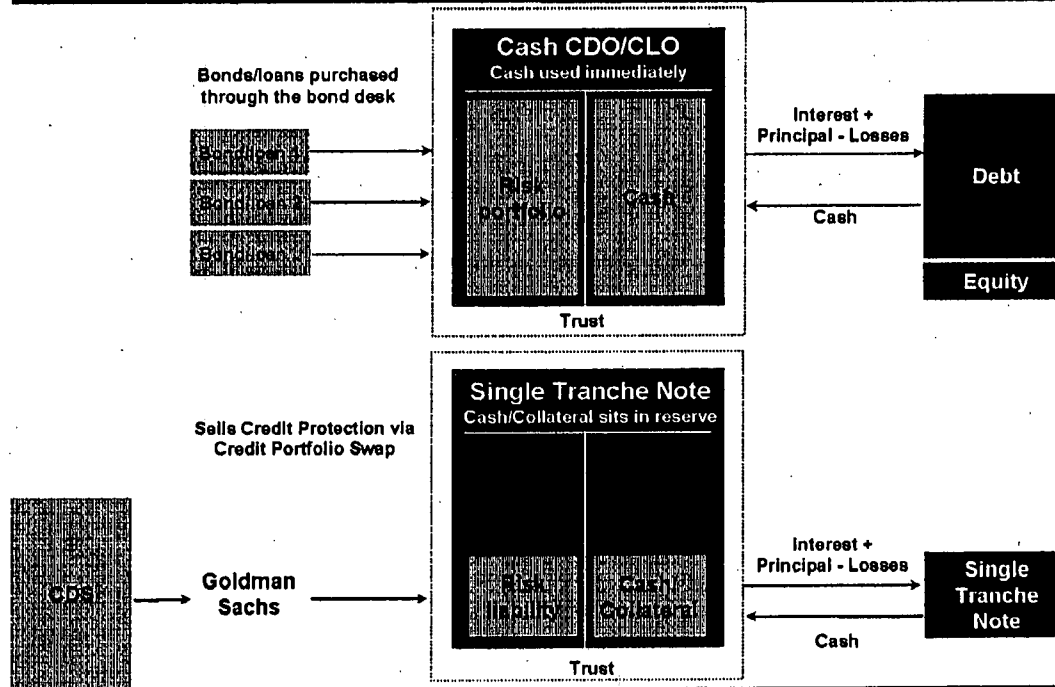 Cash CDO/CLO
Cash used immediately
Bonds/loans purchased
through the bond desk
Bond/loan 1
Bond/loan 2
Bond/loan
Risk
portfolio
Cash
Interest +
Principal - Losses
Cash
Debt
Equity
Trust
Single Tranche Note
Cash/Collateral sits in reserve
Sells Credit Protection via
Credit Portfolio Swap
CDS
Goldman
Sachs
Risk
liability
Cash
Collateral
Interest +
Principal - Losses
Cash
Single
Tranche
Note
Trust